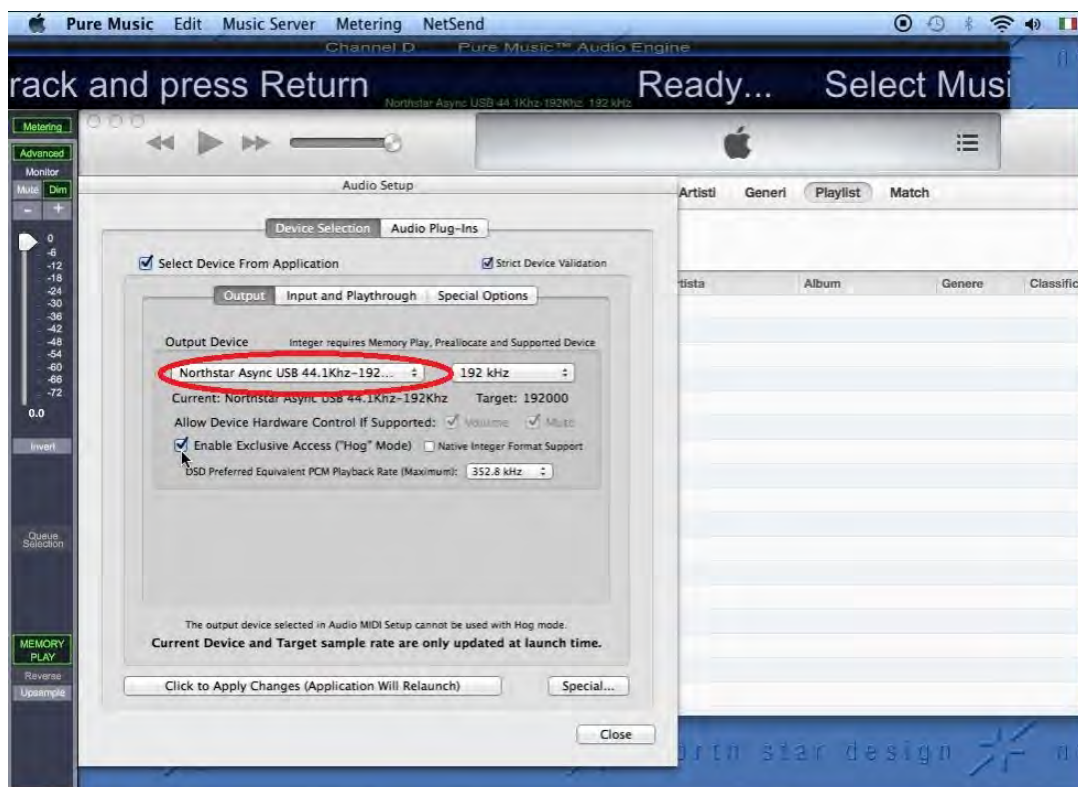 Pure Music Edit Music Server Metering NetSend
Channel D Pure Music™ Audio Engine
rack and press Return Ready... Select Musi
Northstar Async USB 44.1Khz-192Khz 192 kHz
Metering
Advanced
Monitor
Mute Dim
- +
0
-6
-12
-18
-24
-30
-36
-42
-48
-54
-60
-66
-72
0.0
Invert
Queue
Selection
MEMORY
PLAY
Reverse
Upsample
Artisti Generi Playlist Match
rtista Album Genere Classific
Audio Setup
Device Selection Audio Plug-Ins
Select Device From Application Strict Device Validation
Output Input and Playthrough Special Options
Output Device Integer requires Memory Play, Preallocate and Supported Device
Northstar Async USB 44.1Khz-192... 192 kHz
Current: Northstar Async USB 44.1Khz-192Khz Target: 192000
Allow Device Hardware Control If Supported: Volume Mute
Enable Exclusive Access ("Hog" Mode) Native Integer Format Support
DSD Preferred Equivalent PCM Playback Rate (Maximum): 352.8 kHz
The output device selected in Audio MIDI Setup cannot be used with Hog mode.
Current Device and Target sample rate are only updated at launch time.
Click to Apply Changes (Application Will Relaunch) Special...
Close
orth star design n